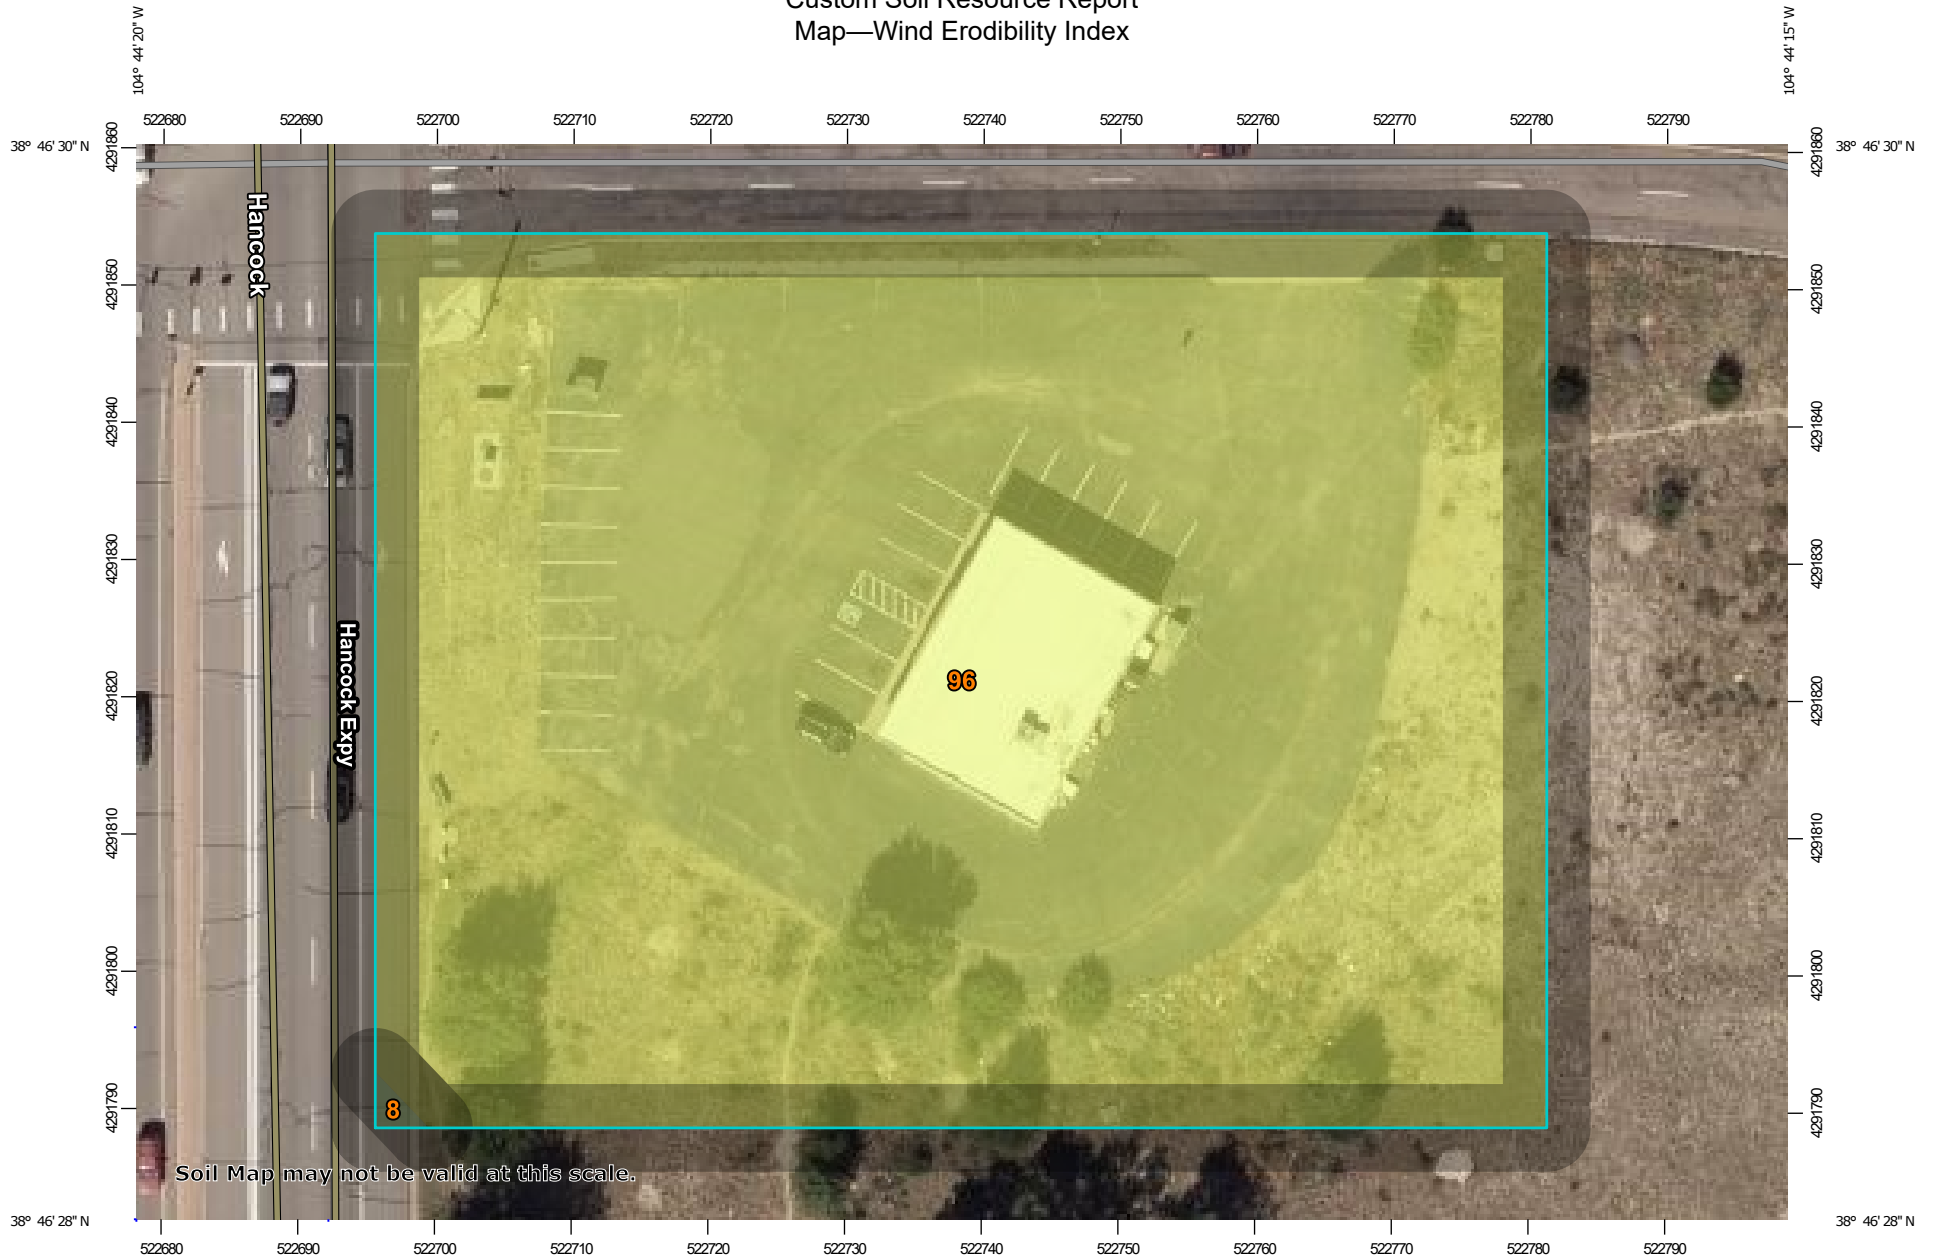 Custom Soil Resource Report
Map—Wind Erodibility Index
104° 44' 20" W
104° 44' 15" W
522680 522690 522700 522710 522720 522730 522740 522750 522760 522770 522780 522790
38° 46' 30" N
38° 46' 30" N
4291860
4291850
4291840
4291830
4291820
4291810
4291800
4291790
4291860
4291850
4291840
4291830
4291820
4291810
4291800
4291790
Hancock
Hancock Expy
96
8
Soil Map may not be valid at this scale.
38° 46' 28" N
38° 46' 28" N
522680 522690 522700 522710 522720 522730 522740 522750 522760 522770 522780 522790